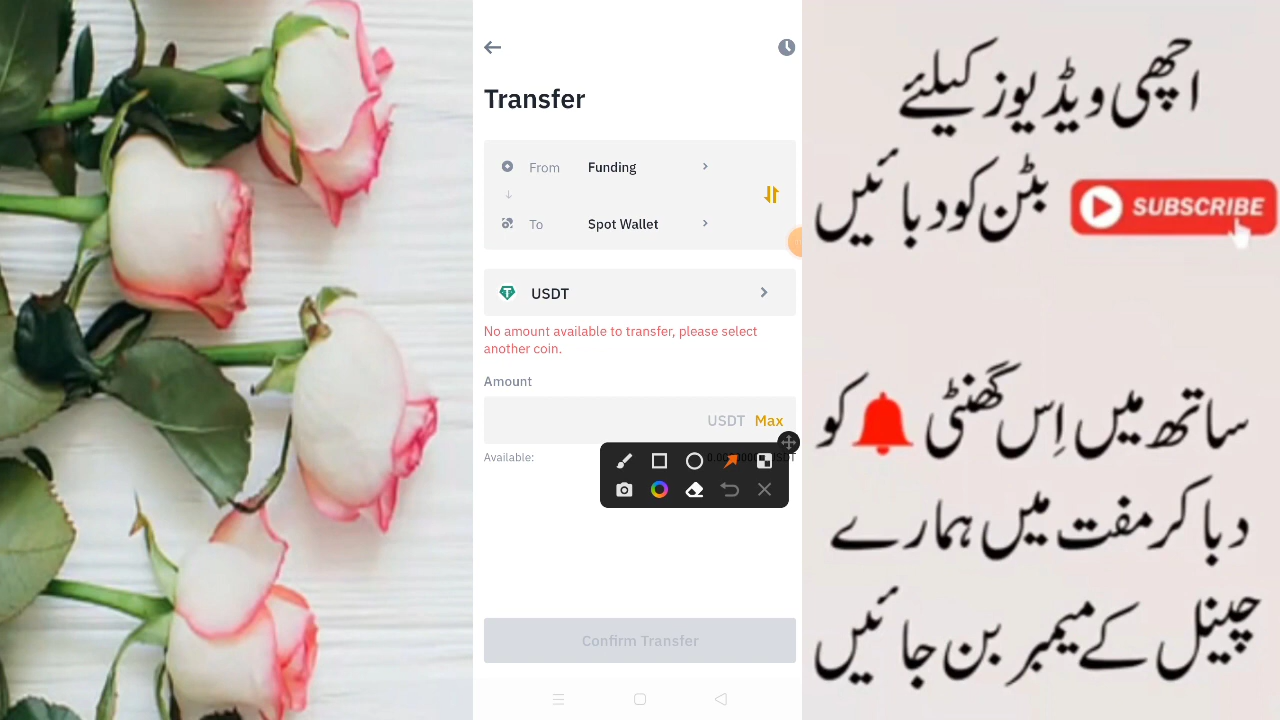 Transfer
From Funding
To Spot Wallet
USDT
No amount available to transfer, please select
another coin.
Amount
USDT Max
Available:
Confirm Transfer
اچھی ویڈیوز کیلئے
بٹن کو دبائیں SUBSCRIBE
ساتھ میں اِس گھنٹی کو
دبا کر مفت میں ہمارے
چینل کے میمبر بن جائیں